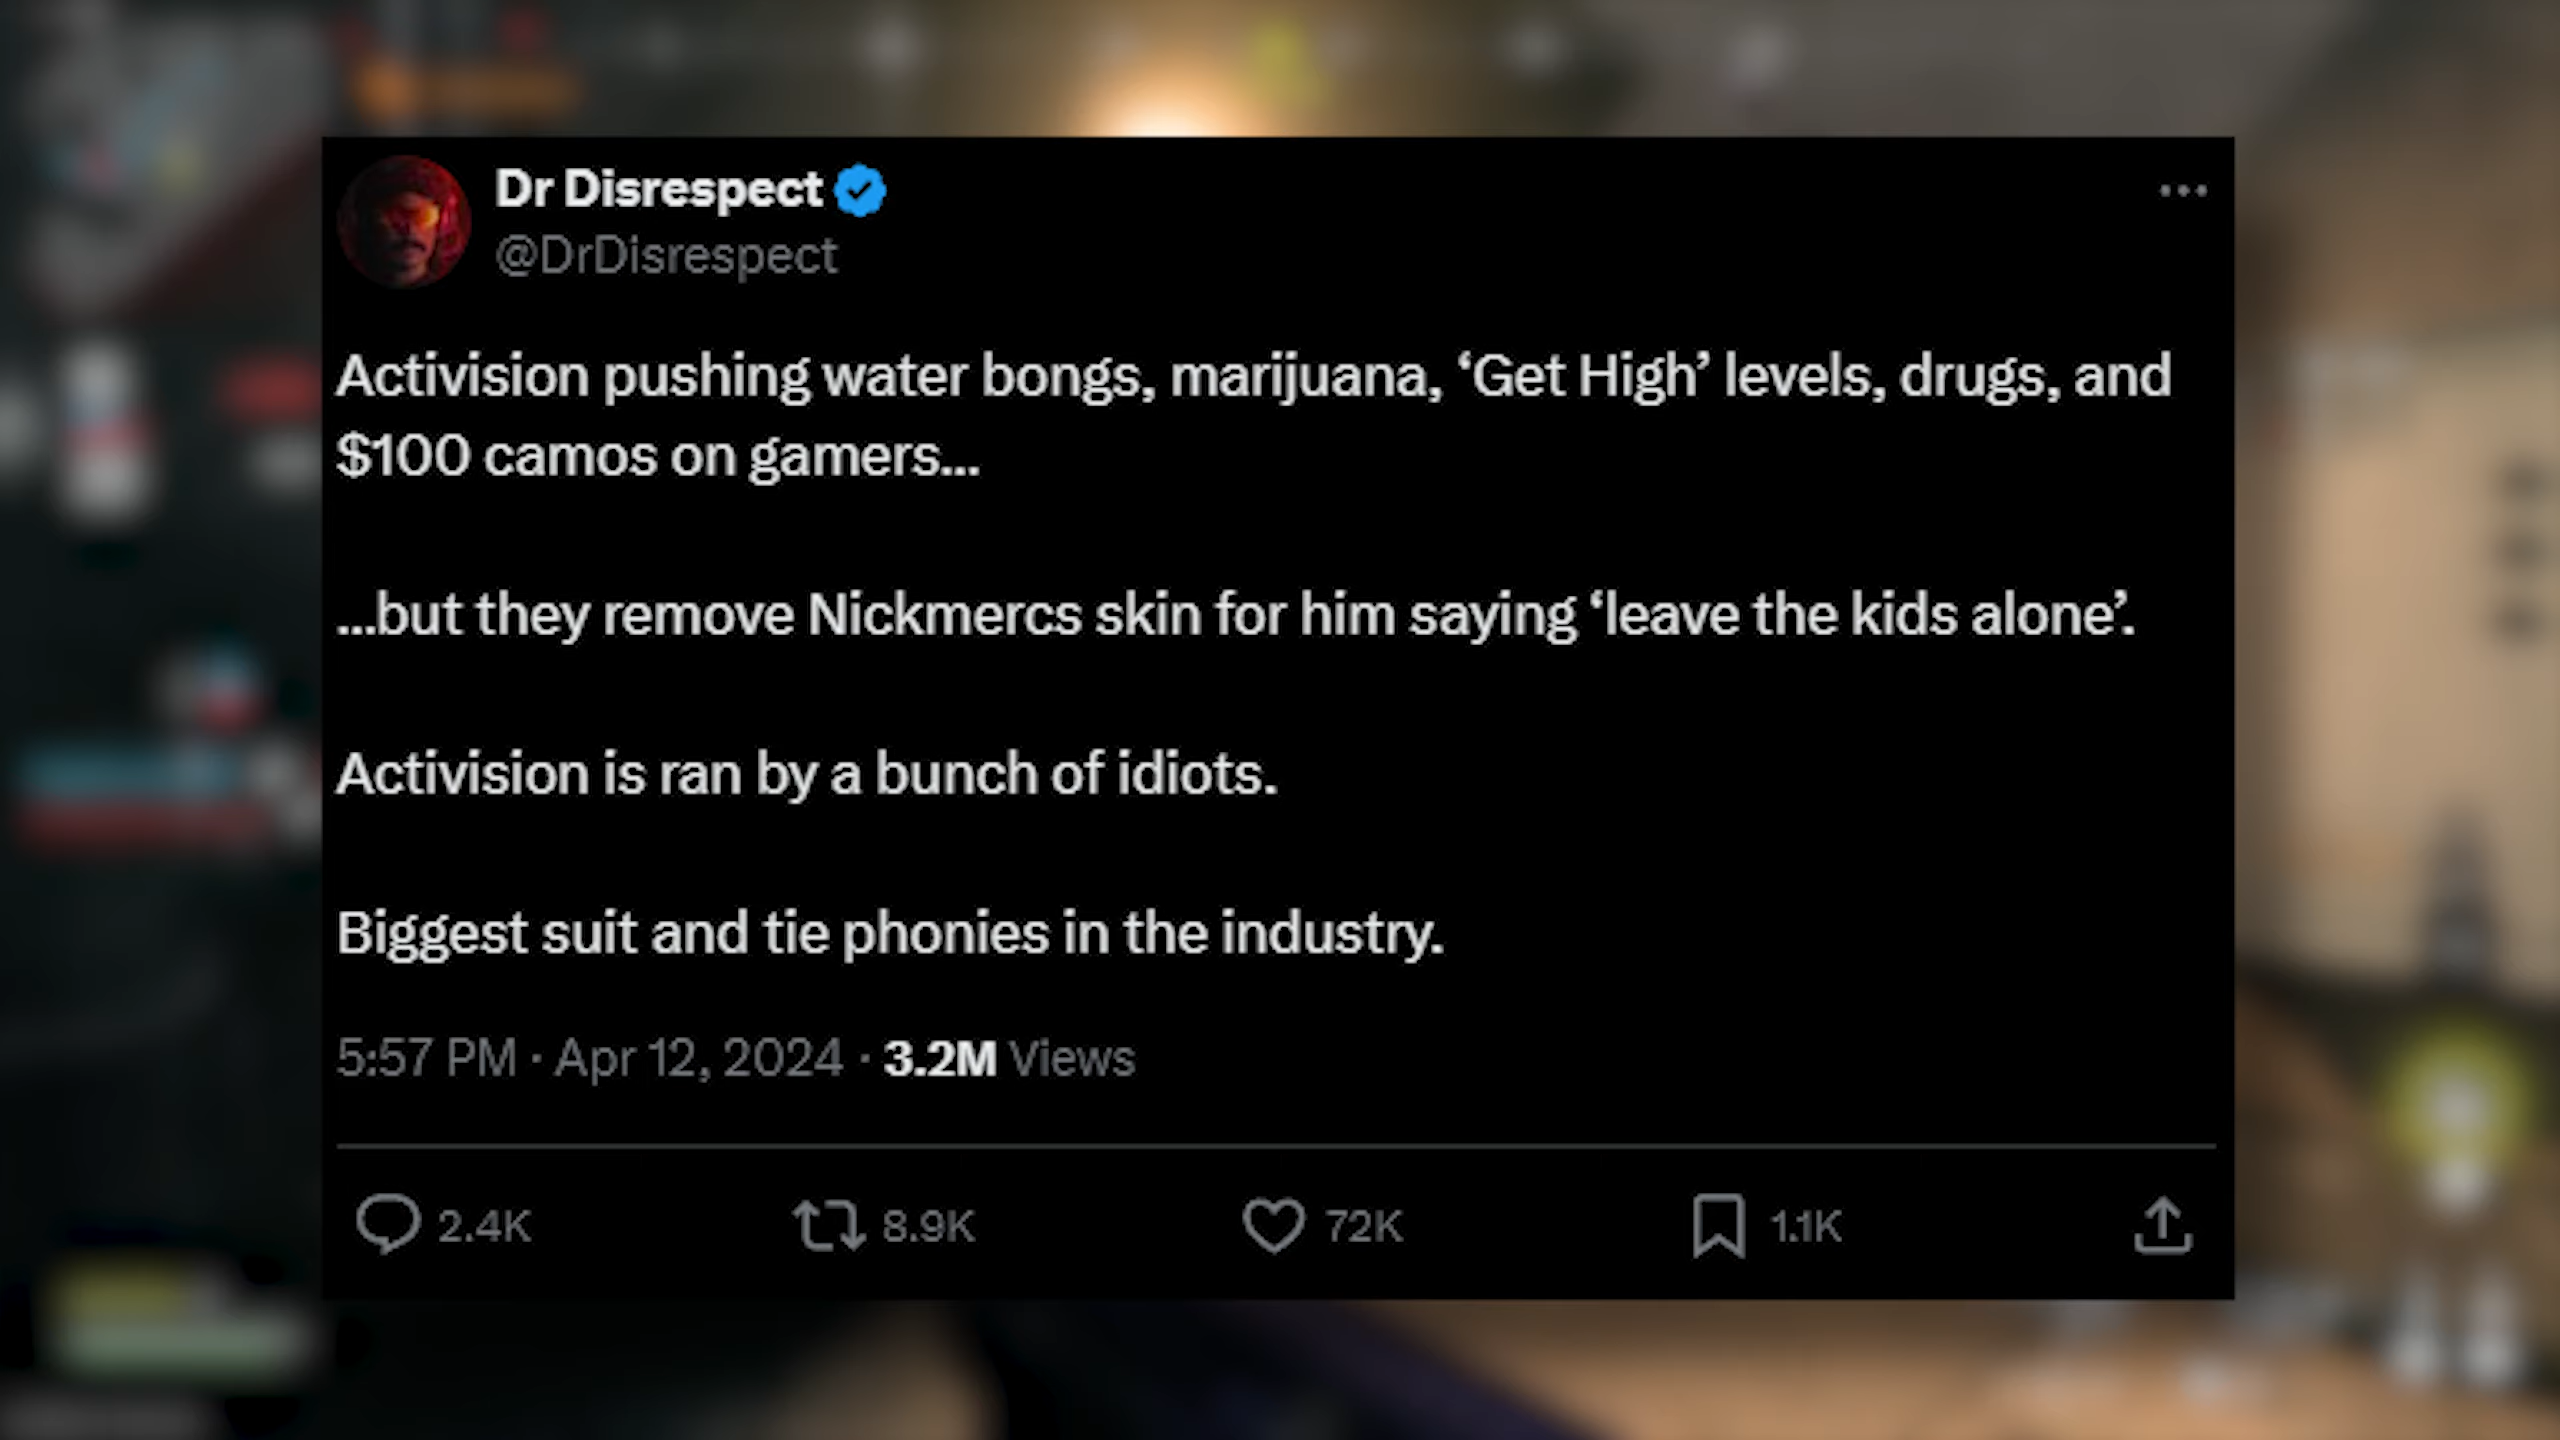 Dr Disrespect
@DrDisrespect
Activision pushing water bongs, marijuana, ‘Get High’ levels, drugs, and
$100 camos on gamers...
...but they remove Nickmercs skin for him saying ‘leave the kids alone’.
Activision is ran by a bunch of idiots.
Biggest suit and tie phonies in the industry.
5:57 PM · Apr 12, 2024 · 3.2M Views
2.4K 8.9K 72K 1.1K